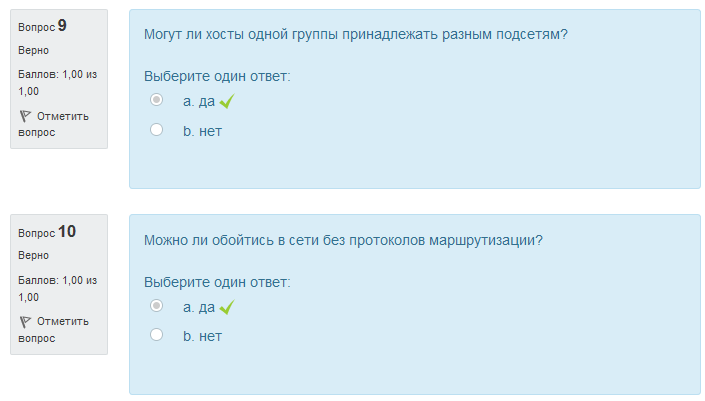 Вопрос 9
Верно
Баллов: 1,00 из
1,00
Отметить
вопрос
Могут ли хосты одной группы принадлежать разным подсетям?
Выберите один ответ:
a. да
b. нет
Вопрос 10
Верно
Баллов: 1,00 из
1,00
Отметить
вопрос
Можно ли обойтись в сети без протоколов маршрутизации?
Выберите один ответ:
a. да
b. нет